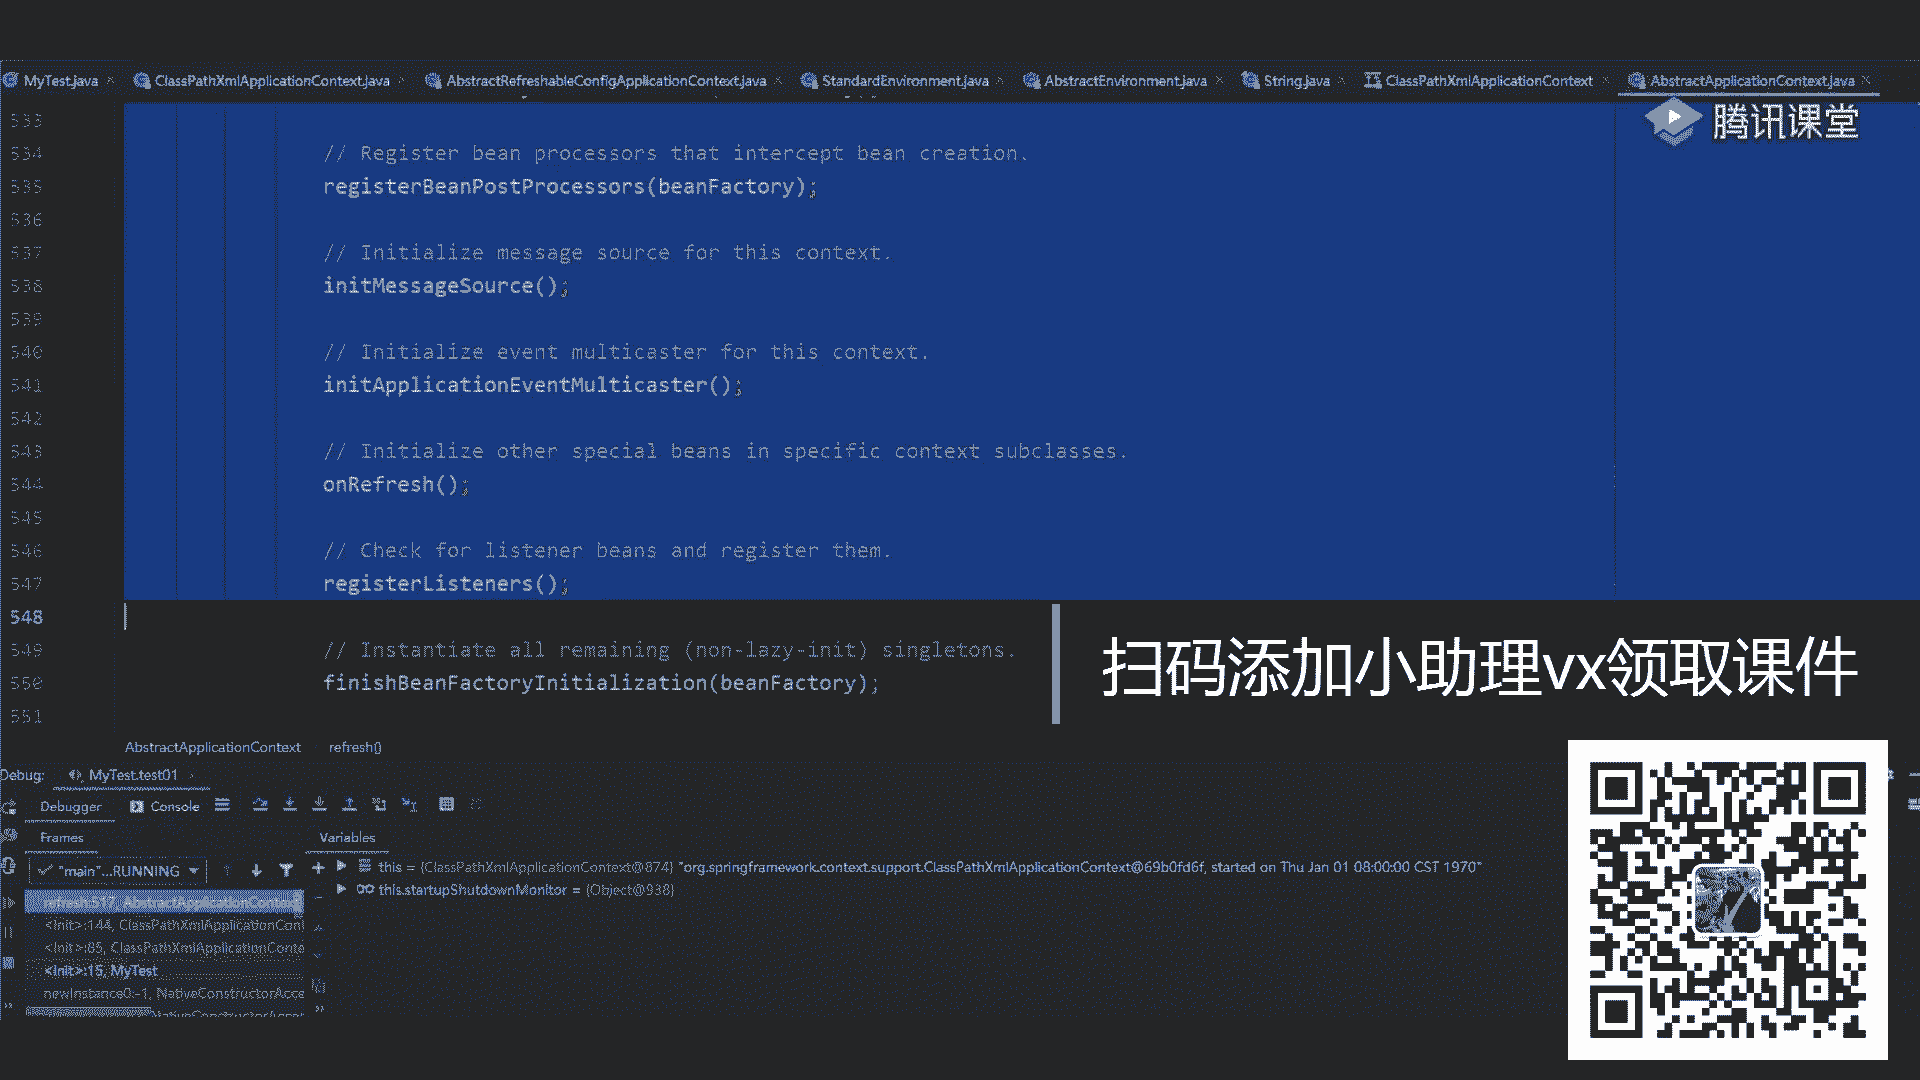 MyTest.java ClassPathXmlApplicationContext.java AbstractRefreshableConfigApplicationContext.java StandardEnvironment.java AbstractEnvironment.java String.java ClassPathXmlApplicationContext AbstractApplicationContext.java
腾讯课堂
533
534 // Register bean processors that intercept bean creation.
535 registerBeanPostProcessors(beanFactory);
536
537 // Initialize message source for this context.
538 initMessageSource();
539
540 // Initialize event multicaster for this context.
541 initApplicationEventMulticaster();
542
543 // Initialize other special beans in specific context subclasses.
544 onRefresh();
545
546 // Check for listener beans and register them.
547 registerListeners();
548
549 // Instantiate all remaining (non-lazy-init) singletons.
550 finishBeanFactoryInitialization(beanFactory);
551
扫码添加小助理vx领取课件
AbstractApplicationContext refresh()
Debug: MyTest.test01
Debugger Console
Frames Variables
"main"...RUNNING
this = {ClassPathXmlApplicationContext@874} "org.springframework.context.support.ClassPathXmlApplicationContext@69b0fd6f, started on Thu Jan 01 08:00:00 CST 1970"
this.startupShutdownMonitor = {Object@938}
refresh:517, AbstractApplicationContext
<init>:144, ClassPathXmlApplicationCont
<init>:85, ClassPathXmlApplicationConte
<init>:15, MyTest
newInstance0:-1, NativeConstructorAcce